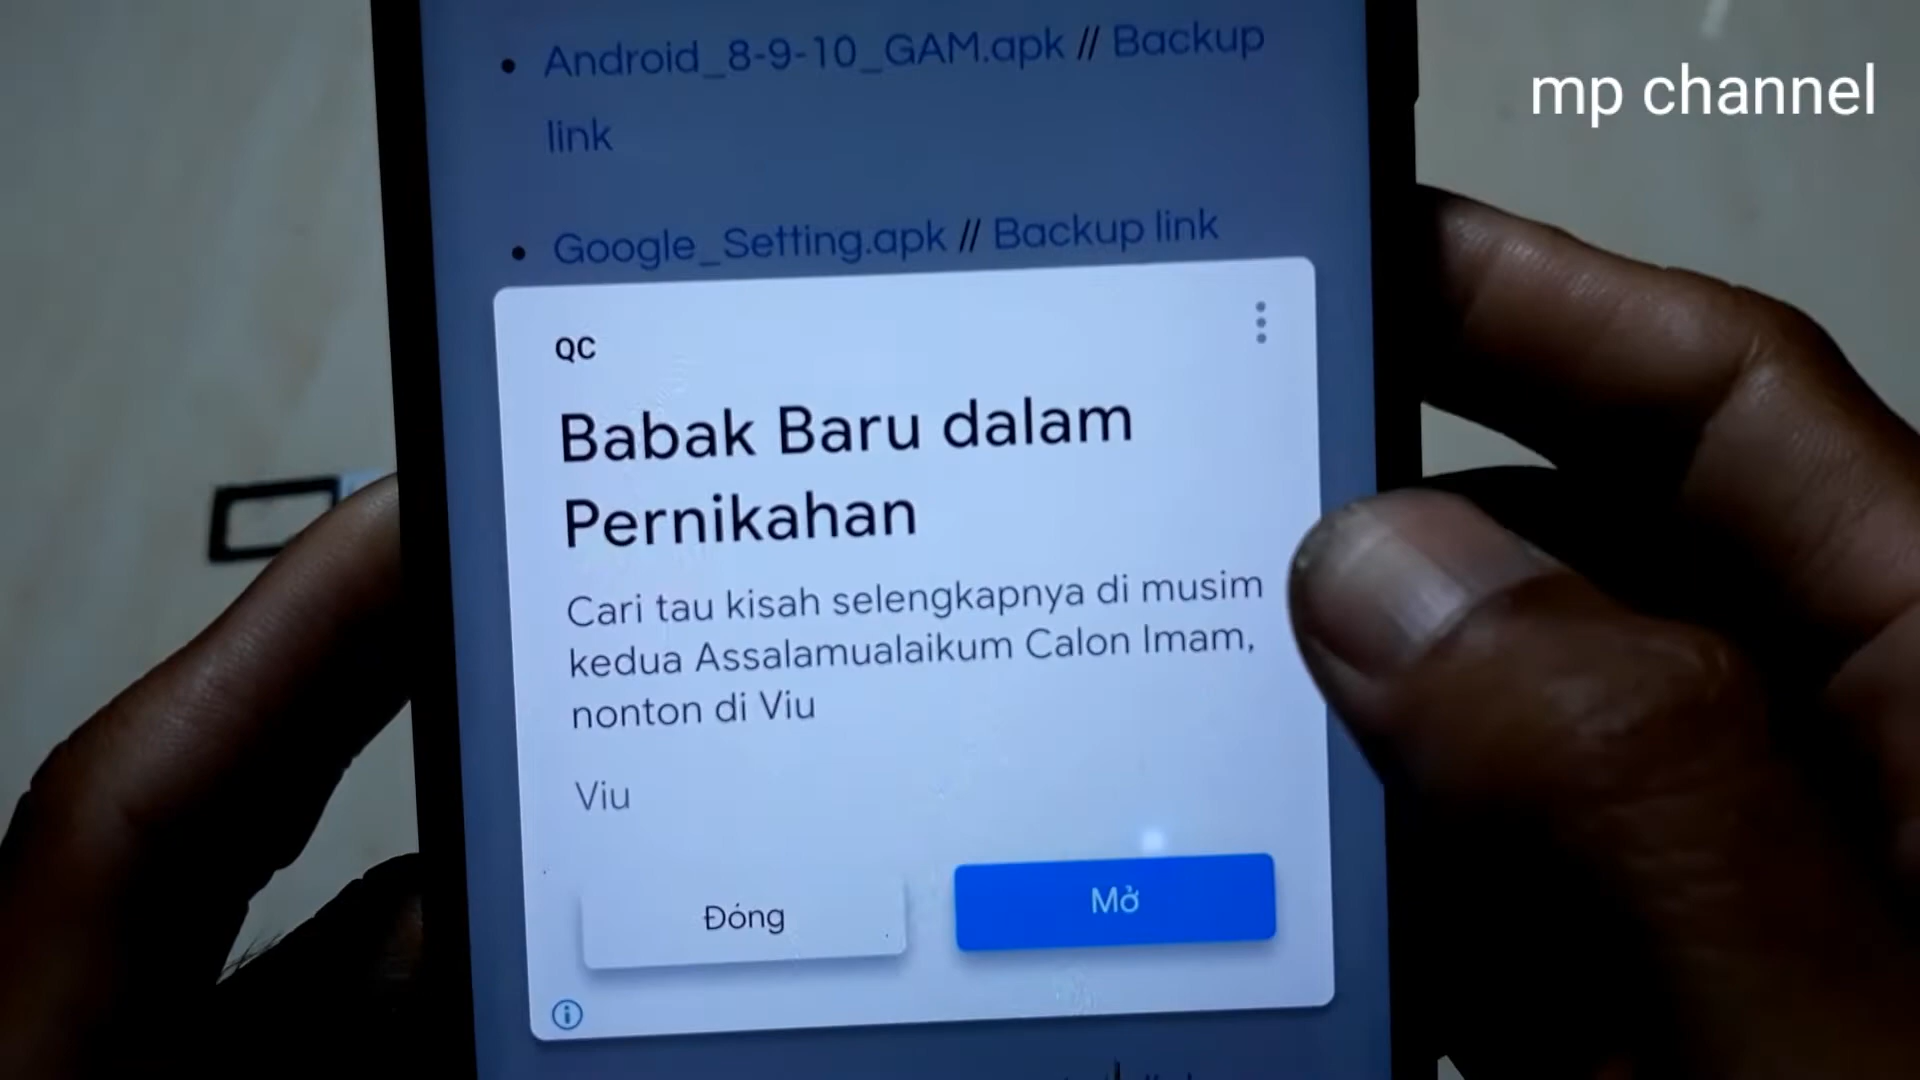 Android_8-9-10_GAM.apk // Backup
link
mp channel
Google_Setting.apk // Backup link
QC
Babak Baru dalam
Pernikahan
Cari tau kisah selengkapnya di musim
kedua Assalamualaikum Calon Imam,
nonton di Viu
Viu
Đóng
Mở